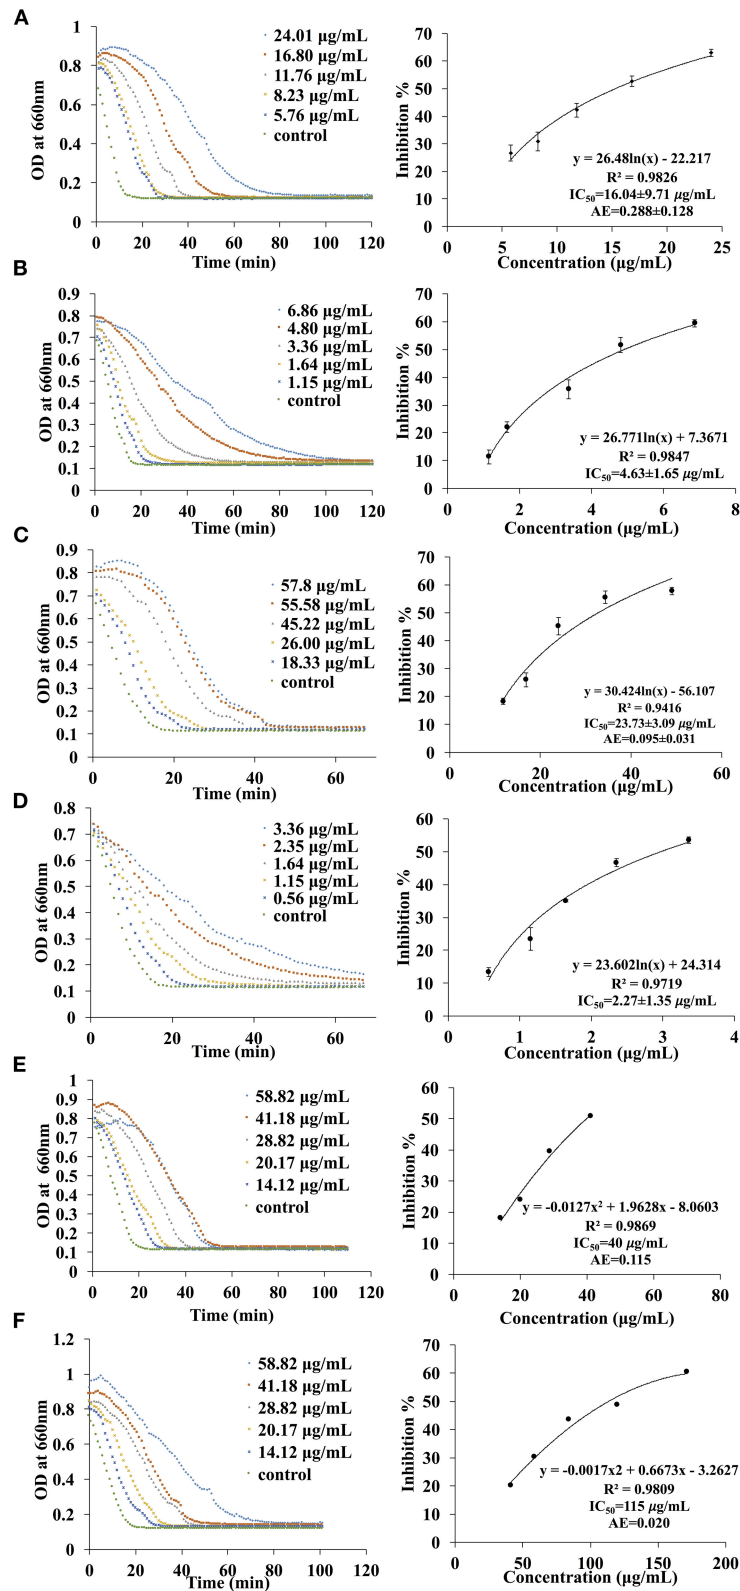 A
OD at 660nm
1
0.8
0.6
0.4
0.2
0
0 20 40 60 80 100 120
Time (min)
24.01 µg/mL
16.80 µg/mL
11.76 µg/mL
8.23 µg/mL
5.76 µg/mL
control
Inhibition %
70
60
50
40
30
20
10
0
0 5 10 15 20 25
Concentration (µg/mL)
y = 26.48ln(x) - 22.217
R² = 0.9826
IC₅₀=16.04±9.71 µg/mL
AE=0.288±0.128
B
OD at 660nm
0.9
0.8
0.7
0.6
0.5
0.4
0.3
0.2
0.1
0
0 20 40 60 80 100 120
Time (min)
6.86 µg/mL
4.80 µg/mL
3.36 µg/mL
1.64 µg/mL
1.15 µg/mL
control
Inhibition %
70
60
50
40
30
20
10
0
0 2 4 6 8
Concentration (µg/mL)
y = 26.771ln(x) + 7.3671
R² = 0.9847
IC₅₀=4.63±1.65 µg/mL
C
OD at 660nm
0.9
0.8
0.7
0.6
0.5
0.4
0.3
0.2
0.1
0
0 20 40 60
Time (min)
57.8 µg/mL
55.58 µg/mL
45.22 µg/mL
26.00 µg/mL
18.33 µg/mL
control
Inhibition %
70
60
50
40
30
20
10
0
0 20 40 60
Concentration (µg/mL)
y = 30.424ln(x) - 56.107
R² = 0.9416
IC₅₀=23.73±3.09 µg/mL
AE=0.095±0.031
D
OD at 660nm
0.8
0.7
0.6
0.5
0.4
0.3
0.2
0.1
0
0 20 40 60
Time (min)
3.36 µg/mL
2.35 µg/mL
1.64 µg/mL
1.15 µg/mL
0.56 µg/mL
control
Inhibition %
60
50
40
30
20
10
0
0 1 2 3 4
Concentration (µg/mL)
y = 23.602ln(x) + 24.314
R² = 0.9719
IC₅₀=2.27±1.35 µg/mL
E
OD at 660nm
1
0.9
0.8
0.7
0.6
0.5
0.4
0.3
0.2
0.1
0
0 20 40 60 80 100 120
Time (min)
58.82 µg/mL
41.18 µg/mL
28.82 µg/mL
20.17 µg/mL
14.12 µg/mL
control
Inhibition %
60
50
40
30
20
10
0
0 20 40 60 80
Concentration (µg/mL)
y = -0.0127x² + 1.9628x - 8.0603
R² = 0.9869
IC₅₀=40 µg/mL
AE=0.115
F
OD at 660nm
1.2
1
0.8
0.6
0.4
0.2
0
0 20 40 60 80 100 120
Time (min)
58.82 µg/mL
41.18 µg/mL
28.82 µg/mL
20.17 µg/mL
14.12 µg/mL
control
Inhibition %
70
60
50
40
30
20
10
0
0 50 100 150 200
Concentration (µg/mL)
y = -0.0017x2 + 0.6673x - 3.2627
R² = 0.9809
IC₅₀=115 µg/mL
AE=0.020